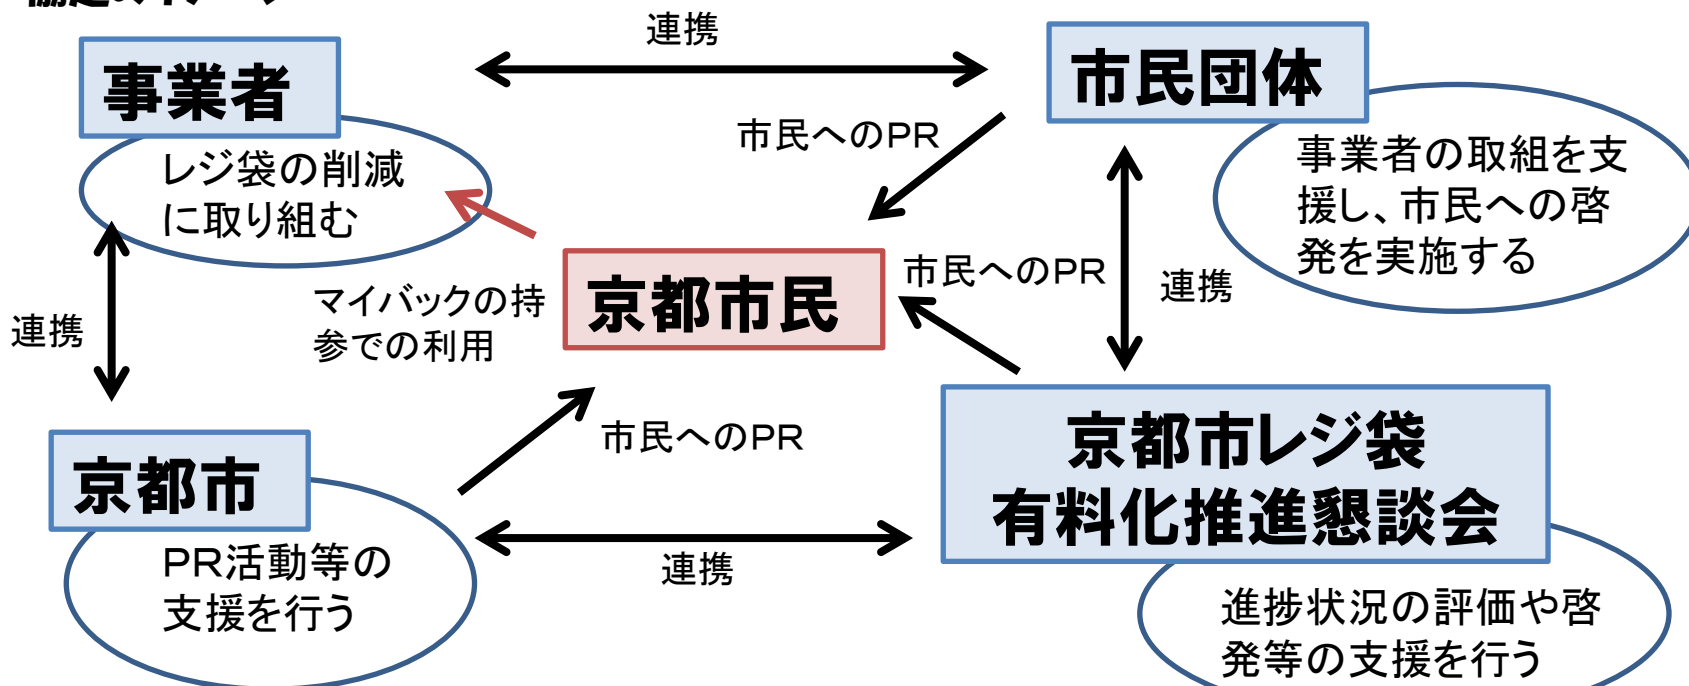 連携
事業者
市民団体
市民へのPR
レジ袋の削減
に取り組む
事業者の取組を支
援し、市民への啓
発を実施する
京都市民
市民へのPR
連携
マイバックの持
参での利用
連携
京都市
市民へのPR
京都市レジ袋
有料化推進懇談会
PR活動等の
支援を行う
連携
進捗状況の評価や啓
発等の支援を行う